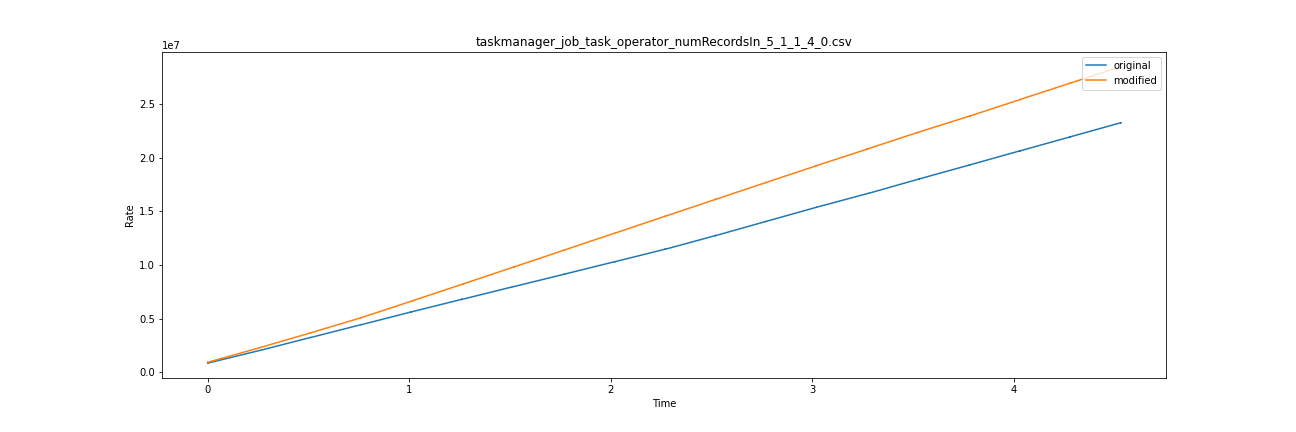 taskmanager_job_task_operator_numRecordsIn_5_1_1_4_0.csv
1e7
original
modified
2.5
2.0
1.5
1.0
0.5
0.0
Rate
0 1 2 3 4
Time